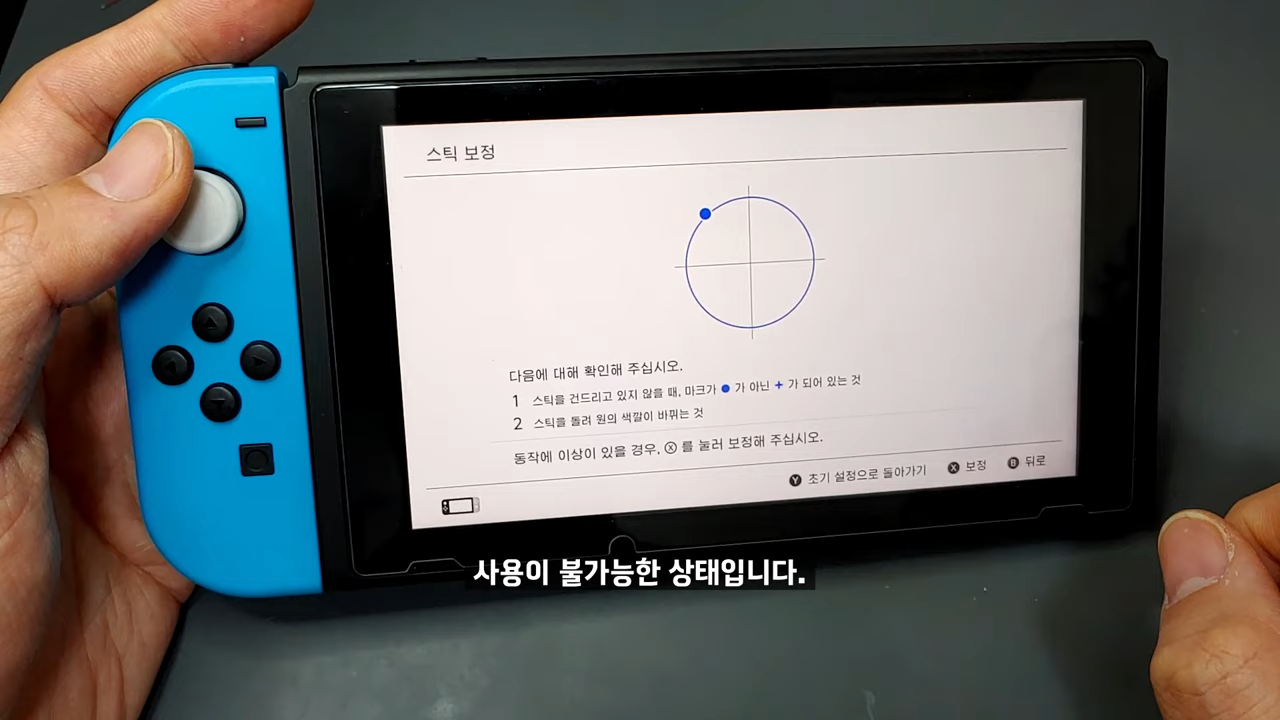 스틱 보정
다음에 대해 확인해 주십시오.
1 스틱을 건드리고 있지 않을 때, 마크가 ● 가 아닌 + 가 되어 있는 것
2 스틱을 돌려 원의 색깔이 바뀌는 것
동작에 이상이 있을 경우, Ⓧ 를 눌러 보정해 주십시오.
Ⓨ 초기 설정으로 돌아가기 Ⓧ 보정 Ⓑ 뒤로
사용이 불가능한 상태입니다.